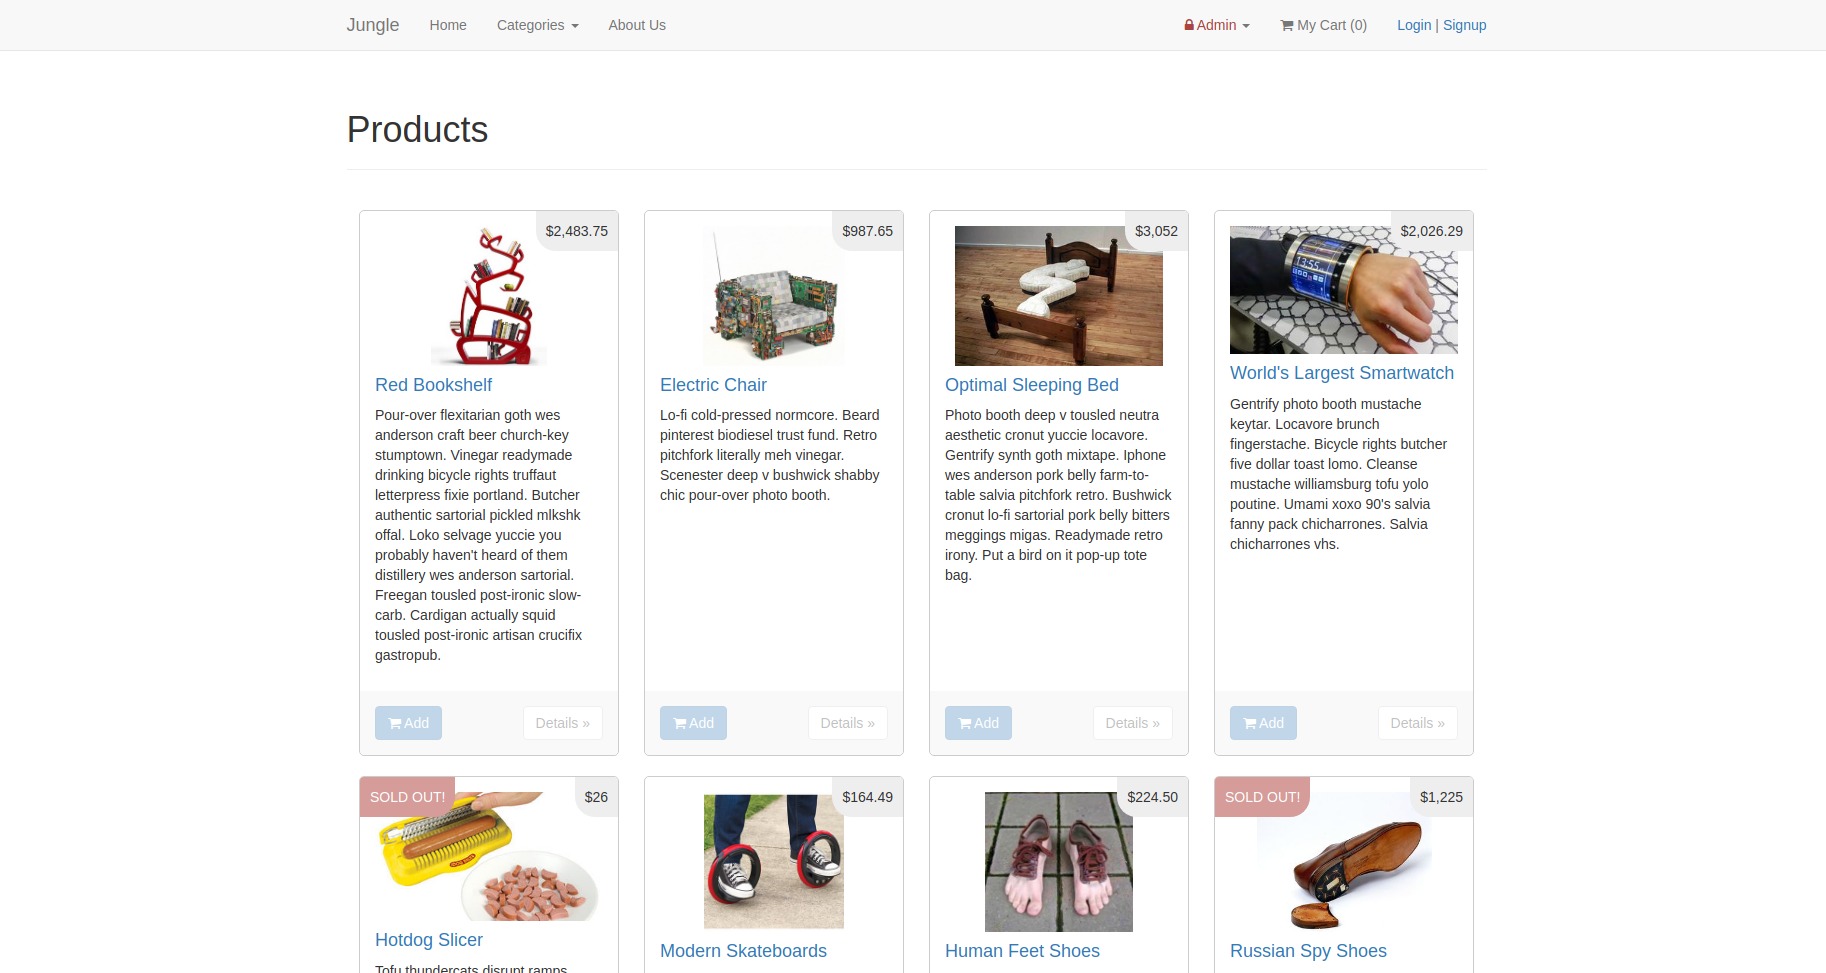 Jungle Home Categories About Us Admin My Cart (0) Login | Signup
Products
$2,483.75
Red Bookshelf
Pour-over flexitarian goth wes
anderson craft beer church-key
stumptown. Vinegar readymade
drinking bicycle rights truffaut
letterpress fixie portland. Butcher
authentic sartorial pickled mlkshk
offal. Loko selvage yuccie you
probably haven't heard of them
distillery wes anderson sartorial.
Freegan tousled post-ironic slow-
carb. Cardigan actually squid
tousled post-ironic artisan crucifix
gastropub.
Add Details »
$987.65
Electric Chair
Lo-fi cold-pressed normcore. Beard
pinterest biodiesel trust fund. Retro
pitchfork literally meh vinegar.
Scenester deep v bushwick shabby
chic pour-over photo booth.
Add Details »
$3,052
Optimal Sleeping Bed
Photo booth deep v tousled neutra
aesthetic cronut yuccie locavore.
Gentrify synth goth mixtape. Iphone
wes anderson pork belly farm-to-
table salvia pitchfork retro. Bushwick
cronut lo-fi sartorial pork belly bitters
meggings migas. Readymade retro
irony. Put a bird on it pop-up tote
bag.
Add Details »
$2,026.29
13:55
World's Largest Smartwatch
Gentrify photo booth mustache
keytar. Locavore brunch
fingerstache. Bicycle rights butcher
five dollar toast lomo. Cleanse
mustache williamsburg tofu yolo
poutine. Umami xoxo 90's salvia
fanny pack chicharrones. Salvia
chicharrones vhs.
Add Details »
SOLD OUT! $26
Hotdog Slicer
Tofu thundercats disrupt ramps
$164.49
Modern Skateboards
$224.50
Human Feet Shoes
SOLD OUT! $1,225
Russian Spy Shoes